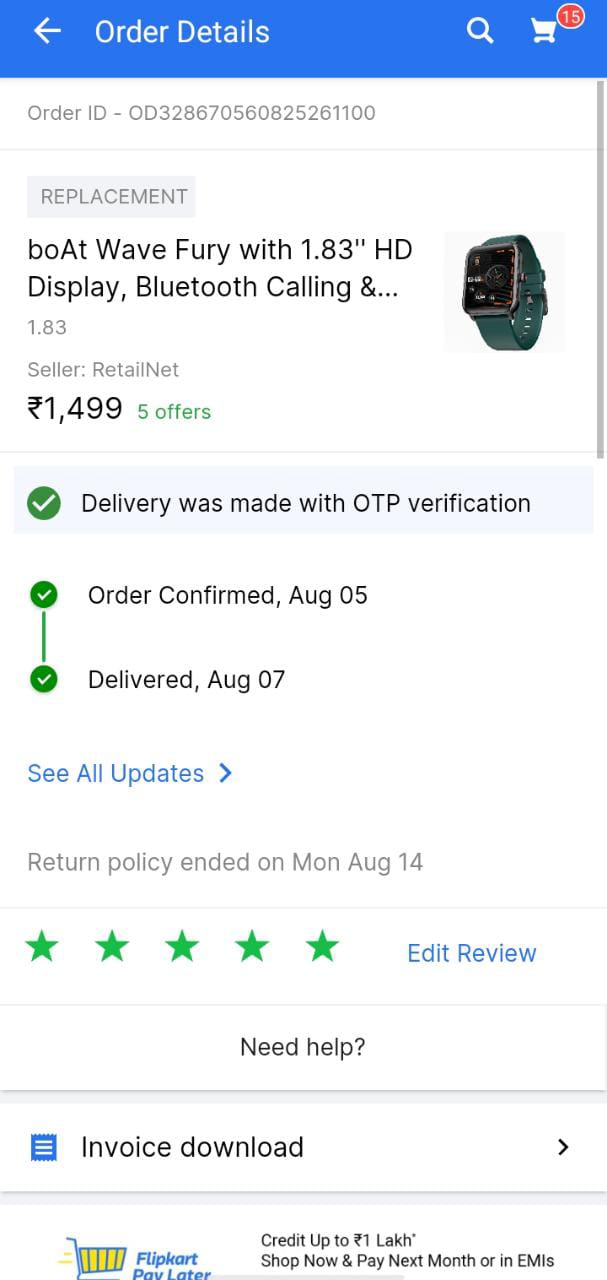 Order Details
15
Order ID - OD328670560825261100
REPLACEMENT
boAt Wave Fury with 1.83'' HD
Display, Bluetooth Calling &...
1.83
Seller: RetailNet
₹1,499 5 offers
Delivery was made with OTP verification
Order Confirmed, Aug 05
Delivered, Aug 07
See All Updates
Return policy ended on Mon Aug 14
Edit Review
Need help?
Invoice download
Flipkart
Pay Later
Credit Up to ₹1 Lakh*
Shop Now & Pay Next Month or in EMIs